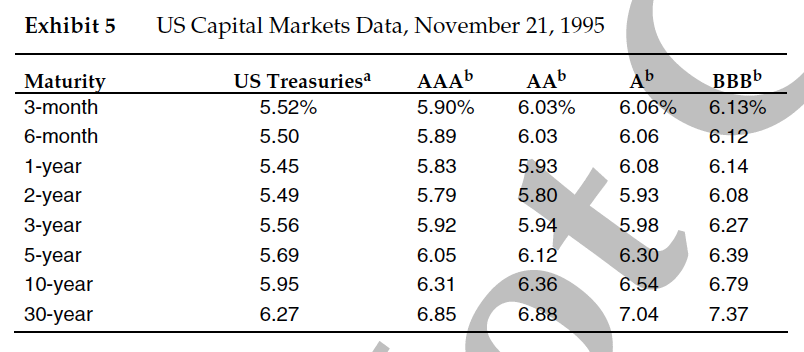 Exhibit 5 US Capital Markets Data, November 21, 1995
Maturity US Treasuriesᵃ AAAᵇ AAᵇ Aᵇ BBBᵇ
3-month 5.52% 5.90% 6.03% 6.06% 6.13%
6-month 5.50 5.89 6.03 6.06 6.12
1-year 5.45 5.83 5.93 6.08 6.14
2-year 5.49 5.79 5.80 5.93 6.08
3-year 5.56 5.92 5.94 5.98 6.27
5-year 5.69 6.05 6.12 6.30 6.39
10-year 5.95 6.31 6.36 6.54 6.79
30-year 6.27 6.85 6.88 7.04 7.37